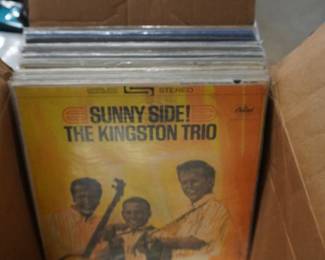 STEREO
SUNNY SIDE!
THE KINGSTON TRIO